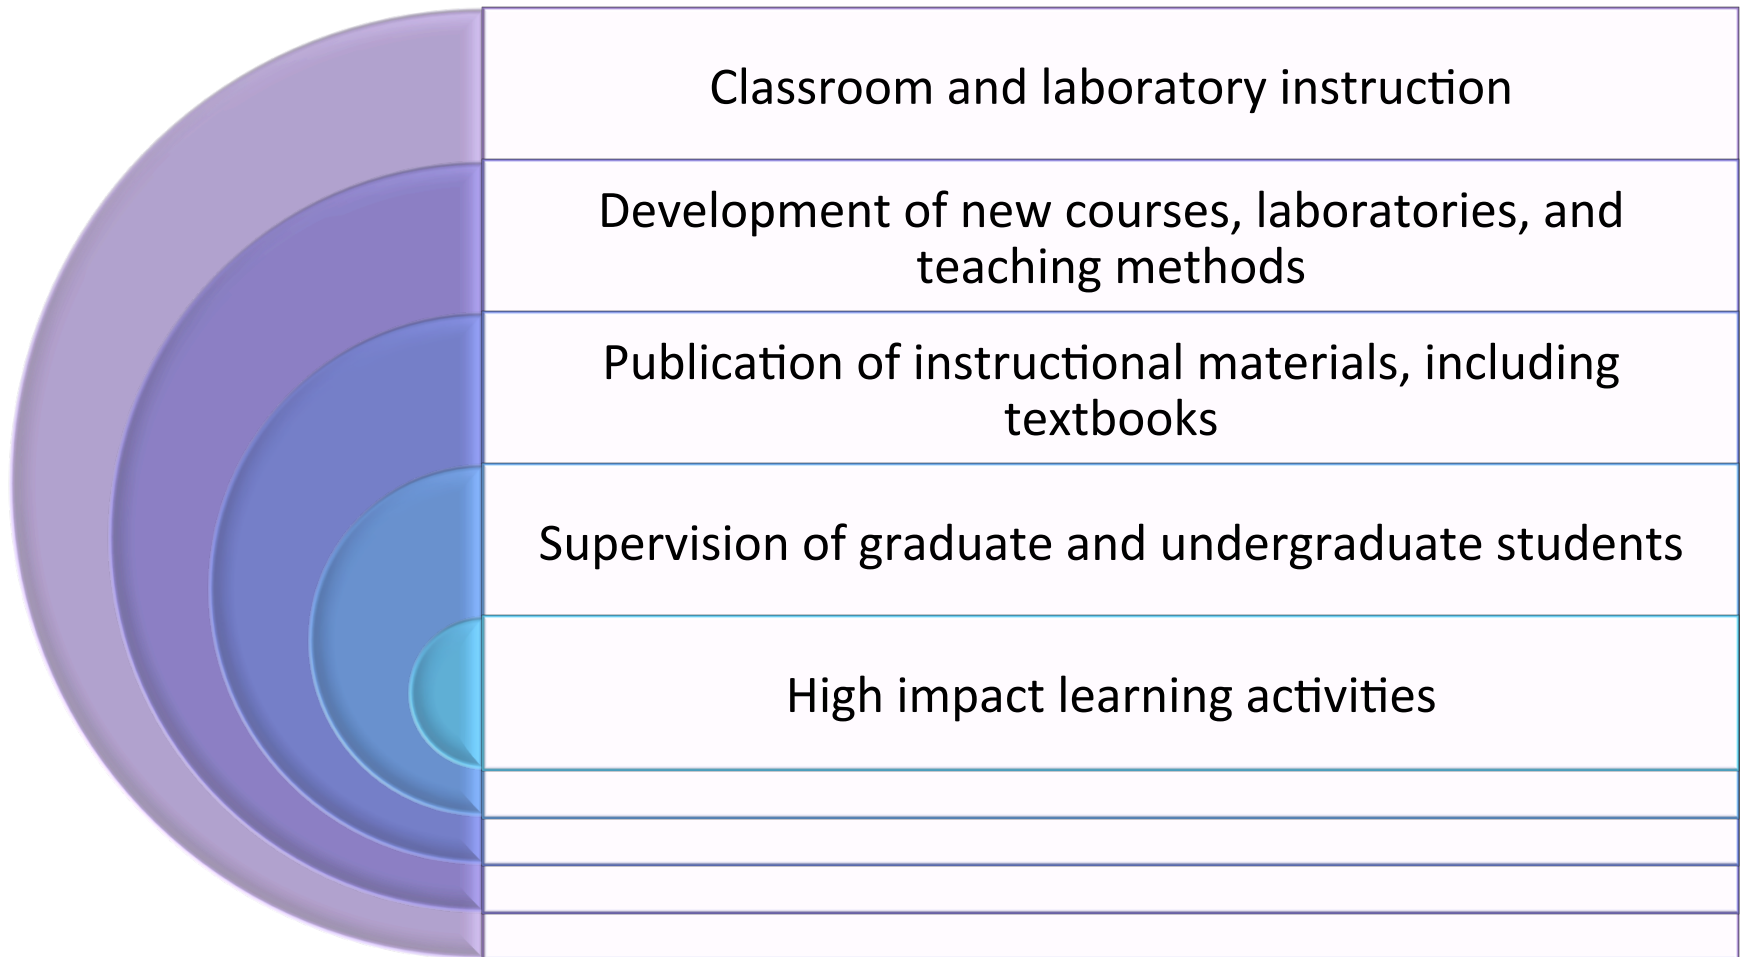 Classroom and laboratory instruction
Development of new courses, laboratories, and
teaching methods
Publication of instructional materials, including
textbooks
Supervision of graduate and undergraduate students
High impact learning activities